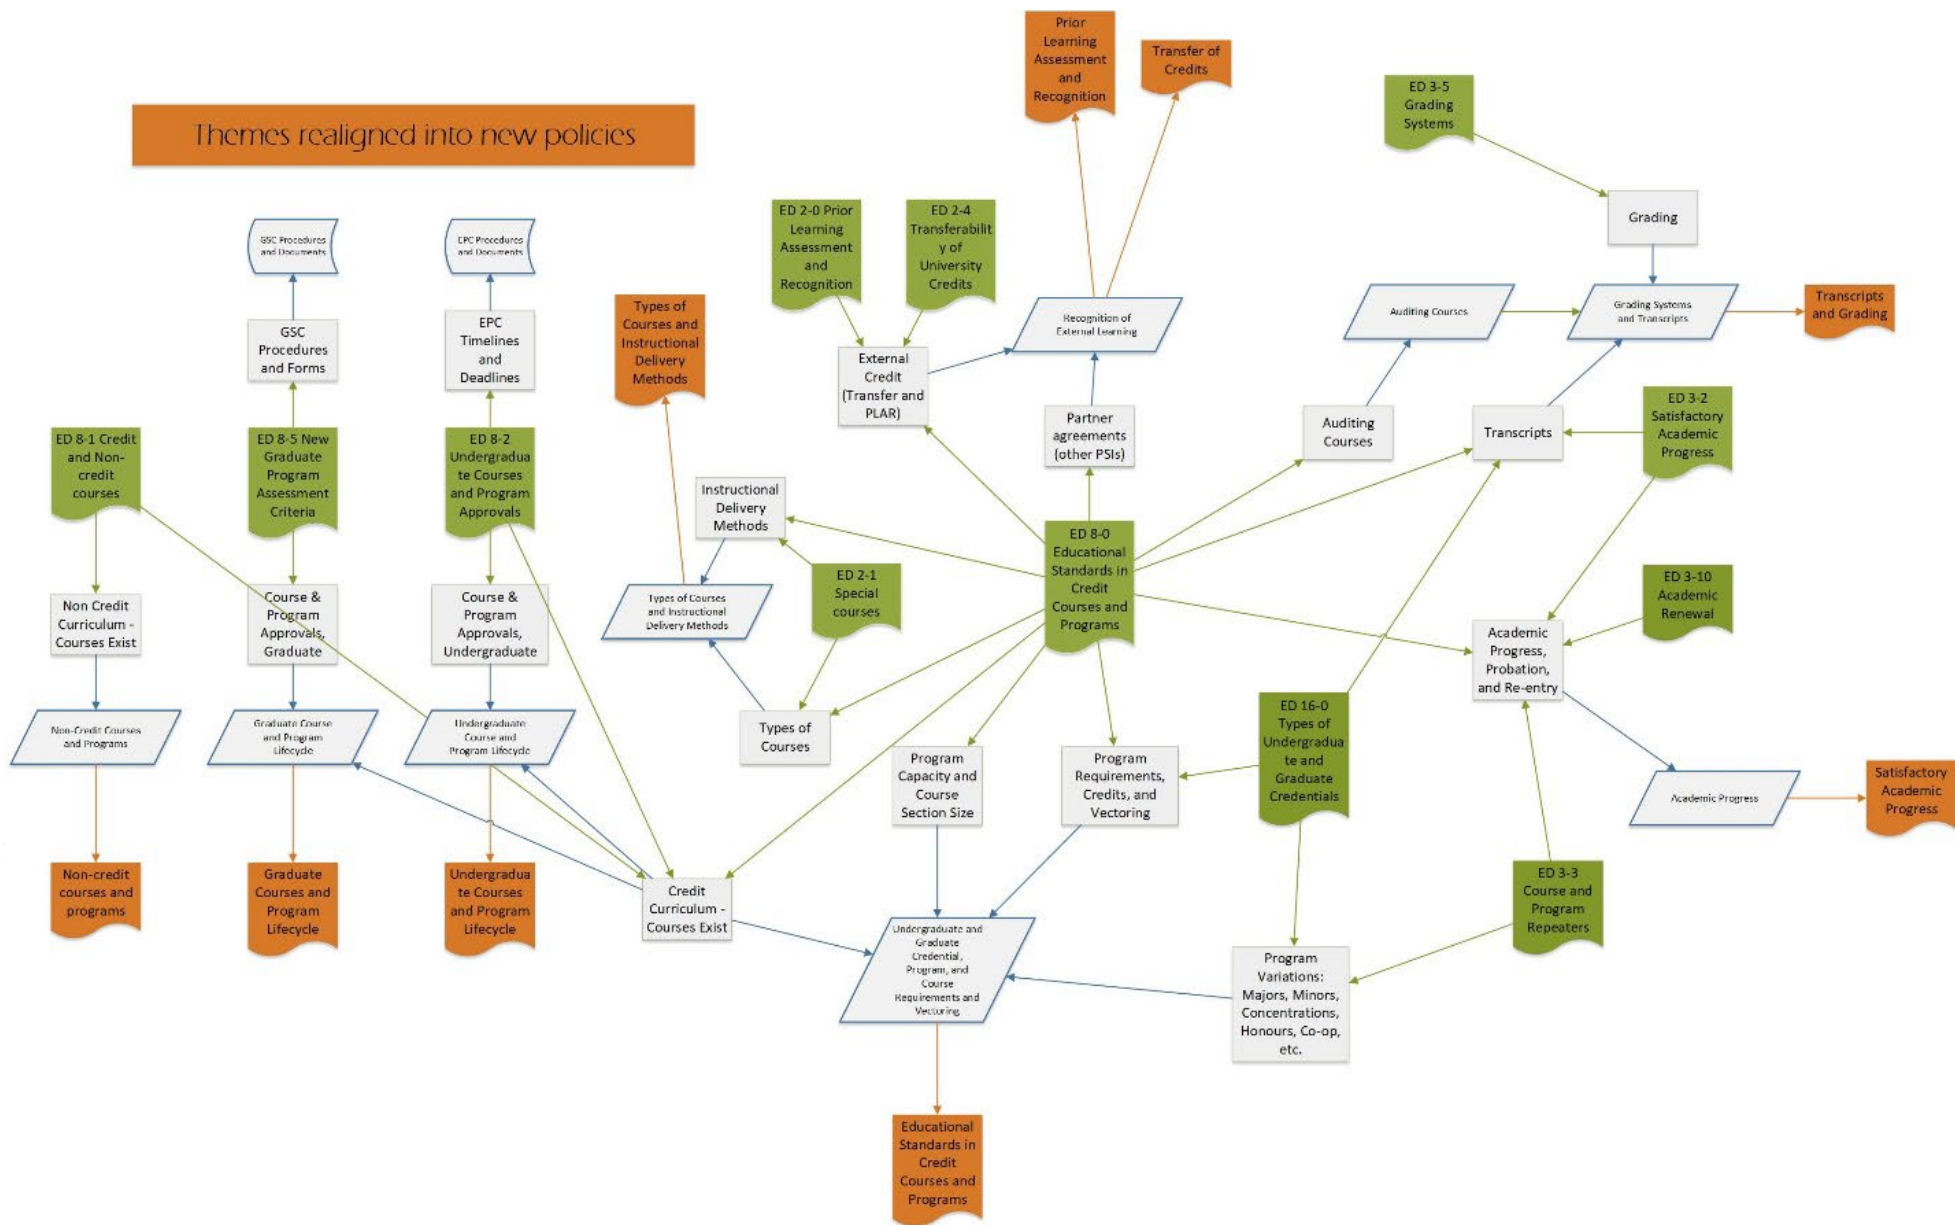 Themes realigned into new policies
Prior
Learning
Assessment
and
Recognition
Transfer of
Credits
ED 3-5
Grading
Systems
Grading
GSC Procedures
and Documents
EPC Procedures
and Documents
ED 2-0 Prior
Learning
Assessment
and
Recognition
ED 2-4
Transferabilit
y of
University
Credits
Types of
Courses and
Instructional
Delivery
Methods
Recognition of
External Learning
Auditing Courses
Grading Systems
and Transcripts
Transcripts
and Grading
GSC
Procedures
and Forms
EPC
Timelines
and
Deadlines
External
Credit
(Transfer and
PLAR)
Partner
agreements
(other PSIs)
Auditing
Courses
Transcripts
ED 3-2
Satisfactory
Academic
Progress
ED 8-1 Credit
and Non-
credit
courses
ED 8-5 New
Graduate
Program
Assessment
Criteria
ED 8-2
Undergradua
te Courses
and Program
Approvals
Instructional
Delivery
Methods
ED 8-0
Educational
Standards in
Credit
Courses and
Programs
ED 2-1
Special
courses
ED 3-10
Academic
Renewal
Non Credit
Curriculum -
Courses Exist
Course &
Program
Approvals,
Graduate
Course &
Program
Approvals,
Undergraduate
Types of Courses
and Instructional
Delivery Methods
Academic
Progress,
Probation,
and Re-entry
Non-Credit Courses
and Programs
Graduate Course
and Program
Lifecycle
Undergraduate
Course and
Program Lifecycle
Types of
Courses
Program
Capacity and
Course
Section Size
Program
Requirements,
Credits, and
Vectoring
ED 16-0
Types of
Undergradua
te and
Graduate
Credentials
Academic Progress
Satisfactory
Academic
Progress
Non-credit
courses and
programs
Graduate
Courses and
Program
Lifecycle
Undergradua
te Courses
and Program
Lifecycle
Credit
Curriculum -
Courses Exist
Undergraduate and
Graduate
Credential,
Program, and
Course
Requirements and
Vectoring
Program
Variations:
Majors, Minors,
Concentrations,
Honours, Co-op,
etc.
ED 3-3
Course and
Program
Repeaters
Educational
Standards in
Credit
Courses and
Programs